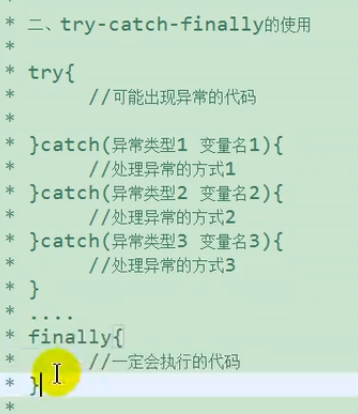 * 二、try-catch-finally的使用
*
* try{
* //可能出现异常的代码
*
* }catch(异常类型1 变量名1){
* //处理异常的方式1
* }catch(异常类型2 变量名2){
* //处理异常的方式2
* }catch(异常类型3 变量名3){
* //处理异常的方式3
* }
* ....
* finally{
* //一定会执行的代码
* }
*